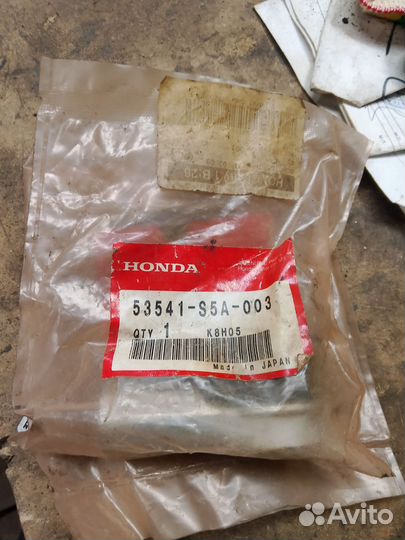 HONDA
53541-S5A-003
QTY 1 K8H05
Made in JAPAN
Avito